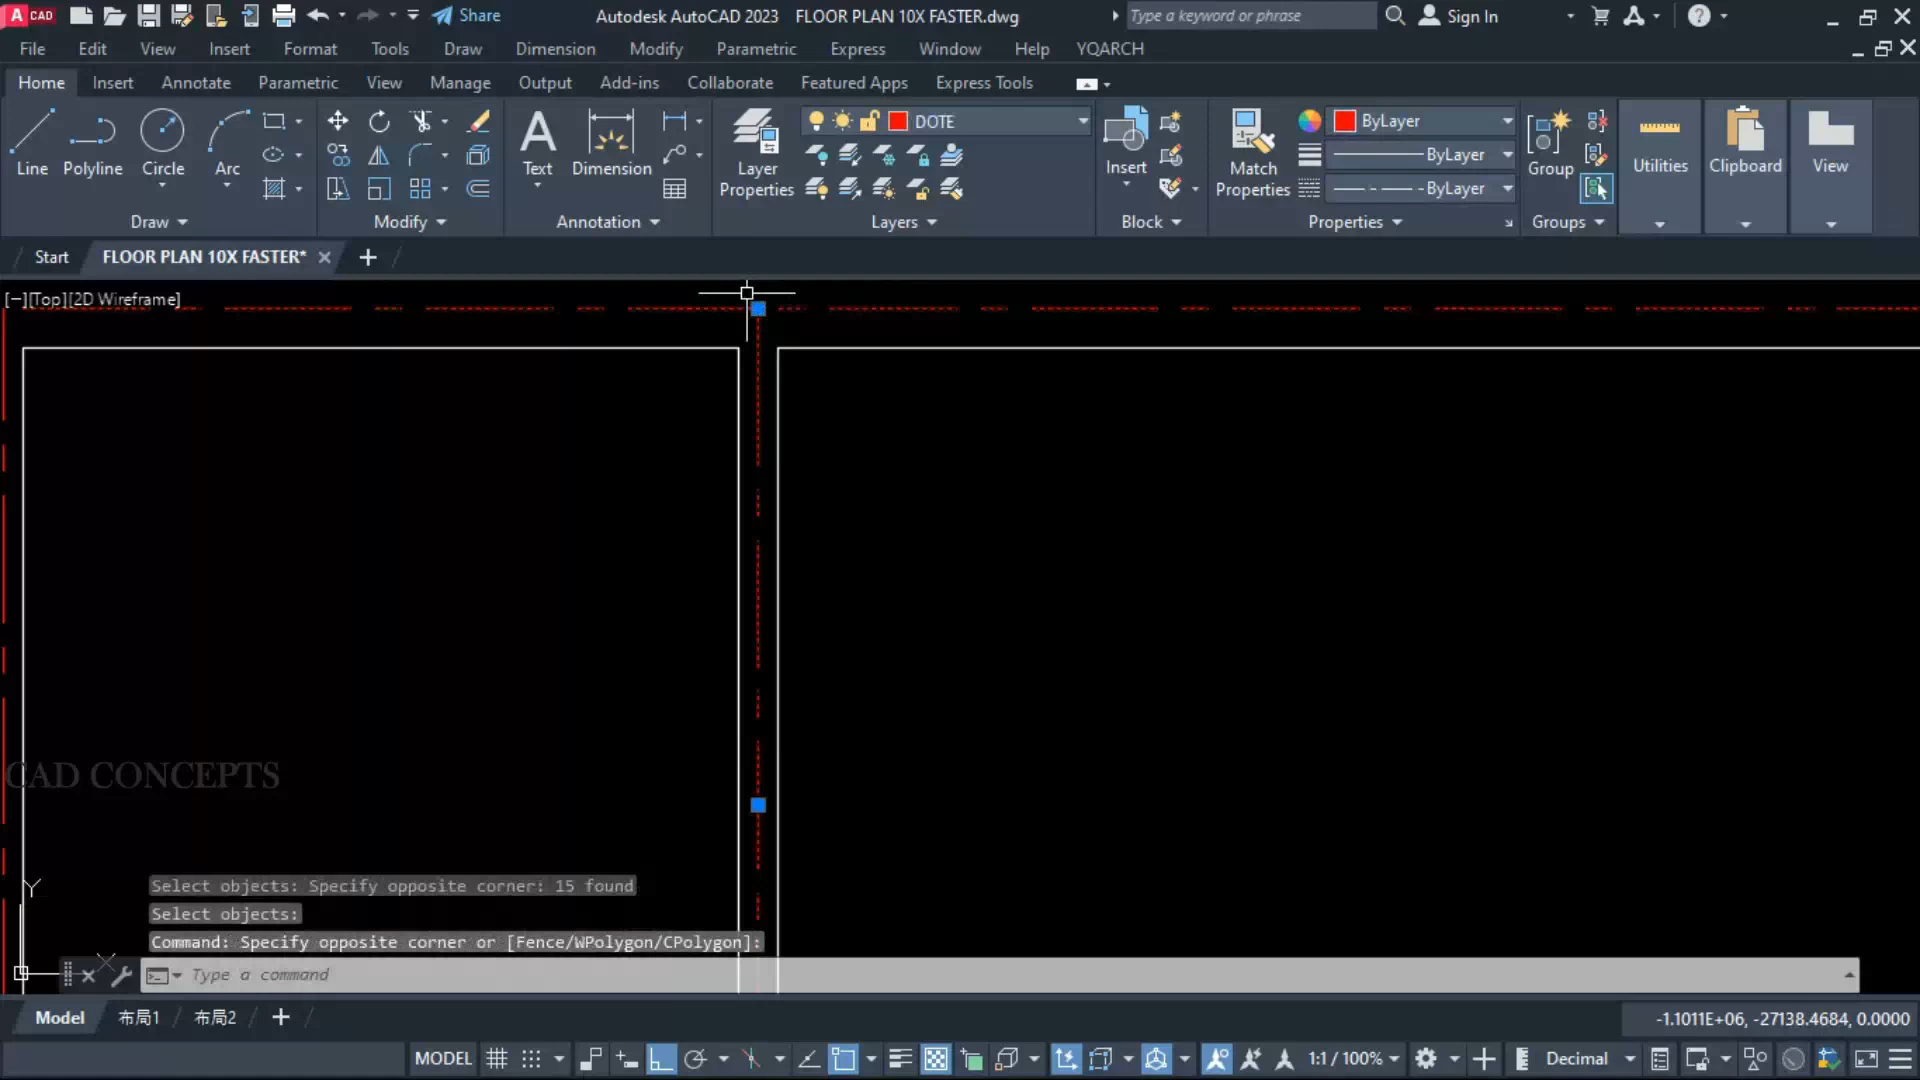 A CAD
Share
Autodesk AutoCAD 2023 FLOOR PLAN 10X FASTER.dwg
Type a keyword or phrase
Sign In
File Edit View Insert Format Tools Draw Dimension Modify Parametric Express Window Help YQARCH
Home Insert Annotate Parametric View Manage Output Add-ins Collaborate Featured Apps Express Tools
DOTE
ByLayer
ByLayer
ByLayer
Line Polyline Circle Arc
Text Dimension
Layer Properties
Insert
Match Properties
Group
Utilities Clipboard View
Draw Modify Annotation Layers Block Properties Groups
Start FLOOR PLAN 10X FASTER* +
[−][Top][2D Wireframe]
CAD CONCEPTS
Y
X
Select objects: Specify opposite corner: 15 found
Select objects:
Command: Specify opposite corner or [Fence/WPolygon/CPolygon]:
Type a command
Model 布局1 布局2 +
-1.1011E+06, -27138.4684, 0.0000
MODEL 1:1 / 100% Decimal